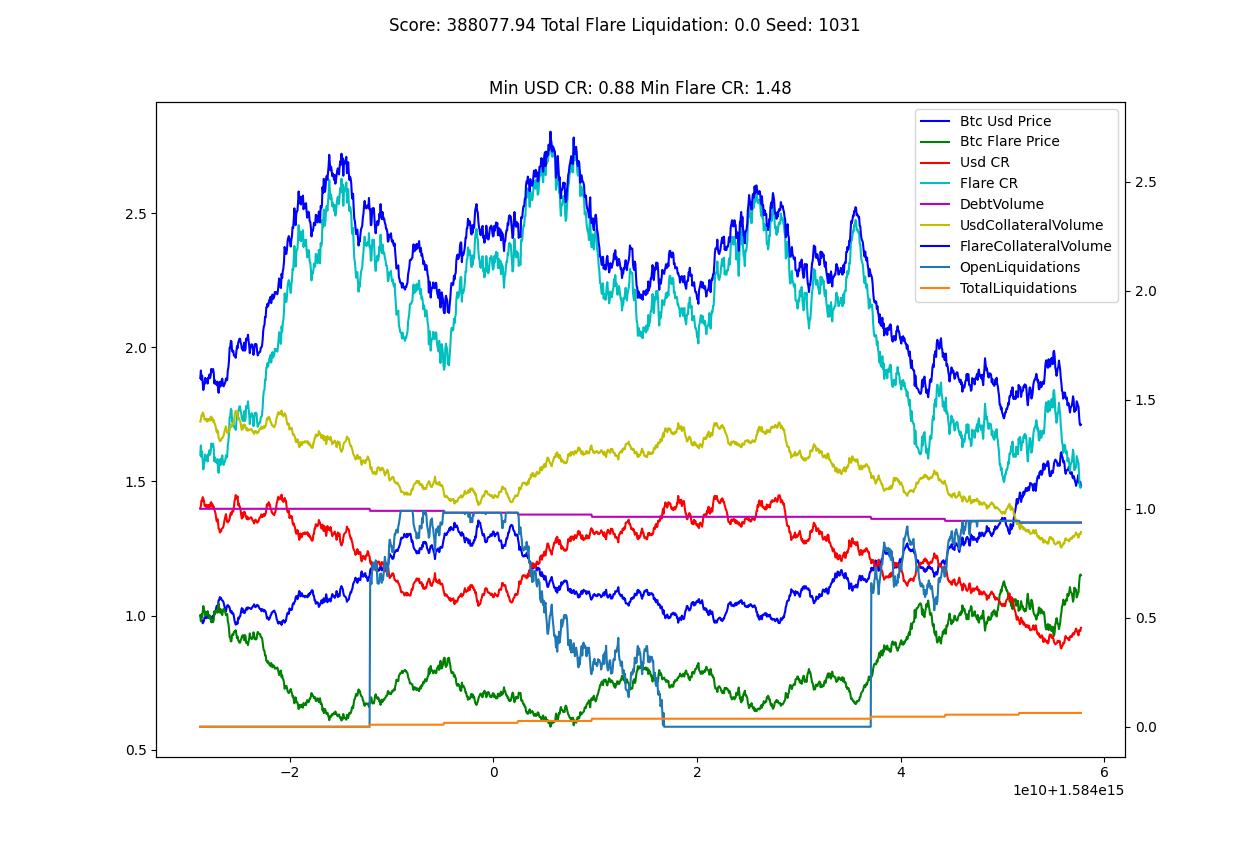 Score: 388077.94 Total Flare Liquidation: 0.0 Seed: 1031
Min USD CR: 0.88 Min Flare CR: 1.48
Btc Usd Price
Btc Flare Price
Usd CR
Flare CR
DebtVolume
UsdCollateralVolume
FlareCollateralVolume
OpenLiquidations
TotalLiquidations
2.5
2.0
1.5
1.0
0.5
2.5
2.0
1.5
1.0
0.5
0.0
−2
0
2
4
6
1e10+1.584e15